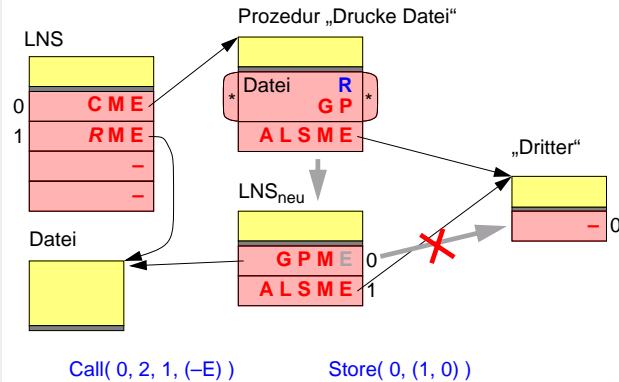 Prozedur „Drucke Datei“
LNS
Datei R
* G P *
0 C M E
1 R M E
A L S M E
–
–
„Dritter“
LNSneu
– 0
Datei
G P M E 0
A L S M E 1
Call( 0, 2, 1, (–E) ) Store( 0, (1, 0) )